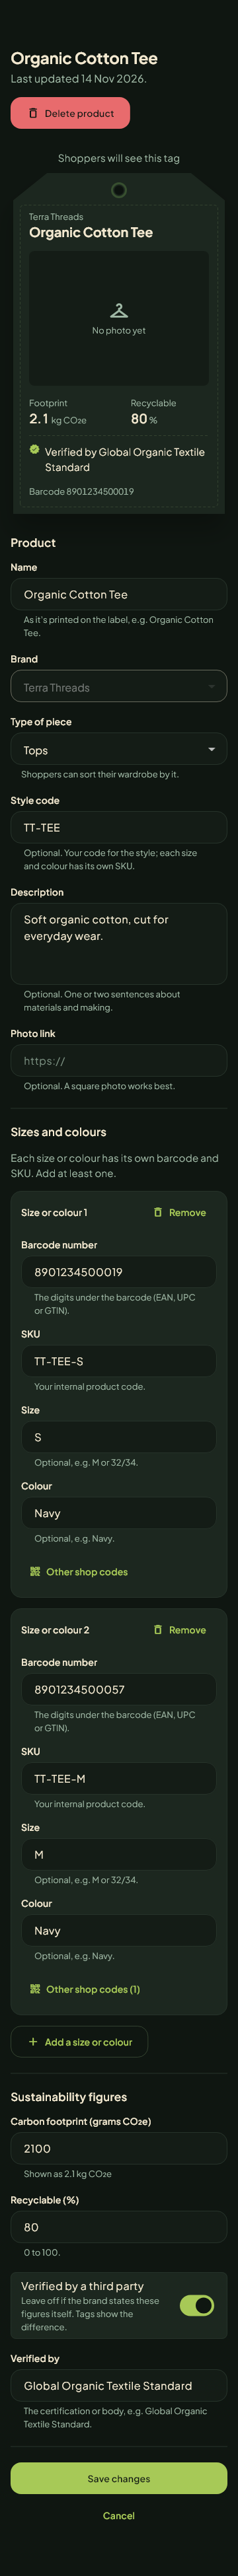 Organic Cotton Tee
Last updated 14 Nov 2026.
Delete product
Shoppers will see this tag
Terra Threads
Organic Cotton Tee
No photo yet
Footprint
Recyclable
2.1 kg CO₂e
80 %
Verified by Global Organic Textile
Standard
Barcode 8901234500019
Product
Name
Organic Cotton Tee
As it's printed on the label, e.g. Organic Cotton
Tee.
Brand
Terra Threads
Type of piece
Tops
Shoppers can sort their wardrobe by it.
Style code
TT-TEE
Optional. Your code for the style; each size
and colour has its own SKU.
Description
Soft organic cotton, cut for
everyday wear.
Optional. One or two sentences about
materials and making.
Photo link
https://
Optional. A square photo works best.
Sizes and colours
Each size or colour has its own barcode and
SKU. Add at least one.
Size or colour 1
Remove
Barcode number
8901234500019
The digits under the barcode (EAN, UPC
or GTIN).
SKU
TT-TEE-S
Your internal product code.
Size
S
Optional, e.g. M or 32/34.
Colour
Navy
Optional, e.g. Navy.
Other shop codes
Size or colour 2
Remove
Barcode number
8901234500057
The digits under the barcode (EAN, UPC
or GTIN).
SKU
TT-TEE-M
Your internal product code.
Size
M
Optional, e.g. M or 32/34.
Colour
Navy
Optional, e.g. Navy.
Other shop codes (1)
Add a size or colour
Sustainability figures
Carbon footprint (grams CO₂e)
2100
Shown as 2.1 kg CO₂e
Recyclable (%)
80
0 to 100.
Verified by a third party
Leave off if the brand states these
figures itself. Tags show the
difference.
Verified by
Global Organic Textile Standard
The certification or body, e.g. Global Organic
Textile Standard.
Save changes
Cancel